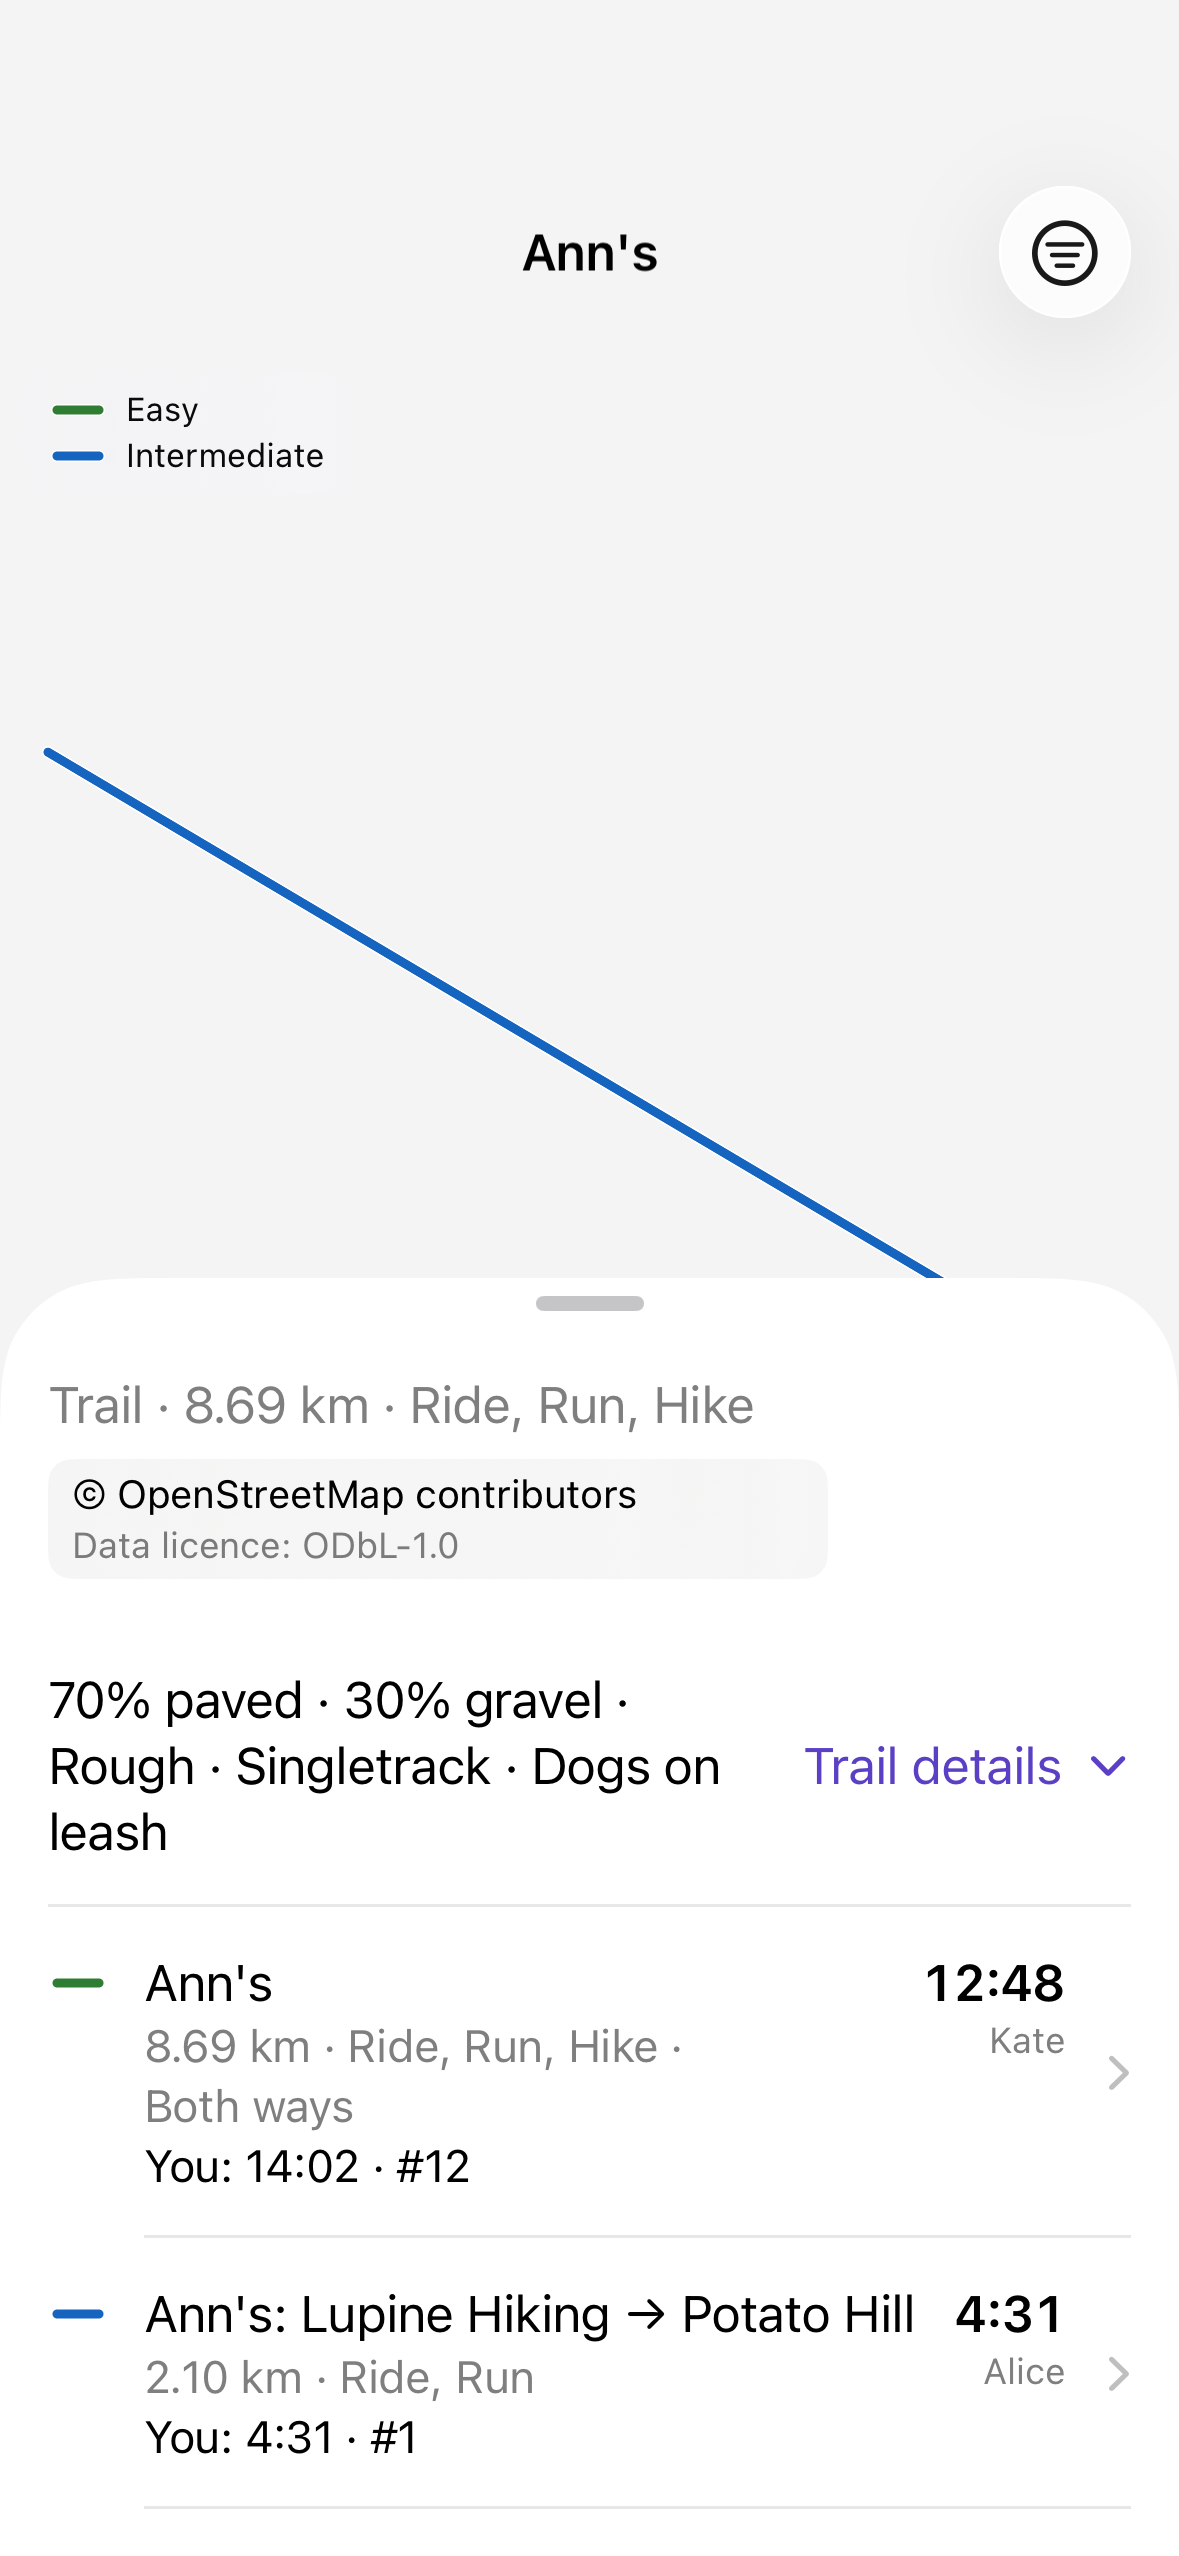 Ann's
Easy
Intermediate
Trail · 8.69 km · Ride, Run, Hike
© OpenStreetMap contributors
Data licence: ODbL-1.0
70% paved · 30% gravel ·
Rough · Singletrack · Dogs on
leash
Trail details
Ann's
12:48
8.69 km · Ride, Run, Hike ·
Kate
Both ways
You: 14:02 · #12
Ann's: Lupine Hiking → Potato Hill
4:31
2.10 km · Ride, Run
Alice
You: 4:31 · #1